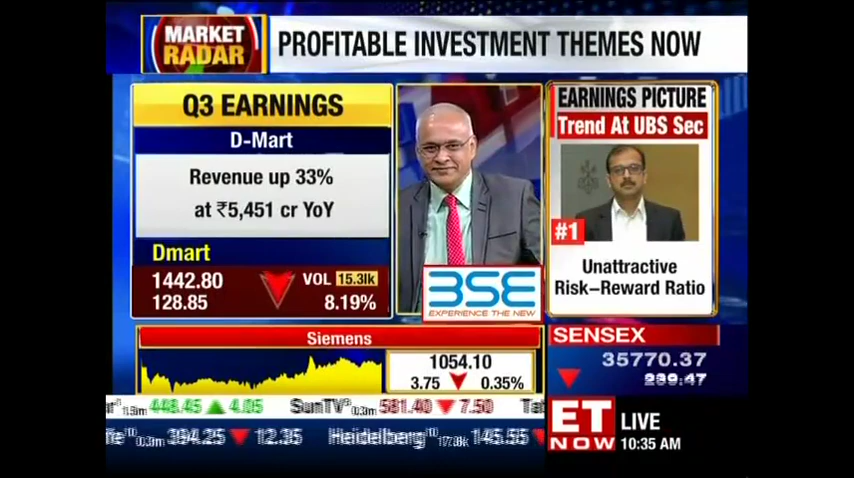 MARKET
RADAR
PROFITABLE INVESTMENT THEMES NOW
Q3 EARNINGS
D-Mart
Revenue up 33%
at ₹5,451 cr YoY
Dmart
1442.80 VOL 15.3lk
128.85 8.19%
BSE
EXPERIENCE THE NEW
EARNINGS PICTURE
Trend At UBS Sec
#1
Unattractive
Risk–Reward Ratio
Siemens
1054.10
3.75 0.35%
SENSEX
35770.37
239.47
448.45 4.05 SunTV 581.40 7.50
394.25 12.35 Heidelberg 145.55
ET
NOW
LIVE
10:35 AM